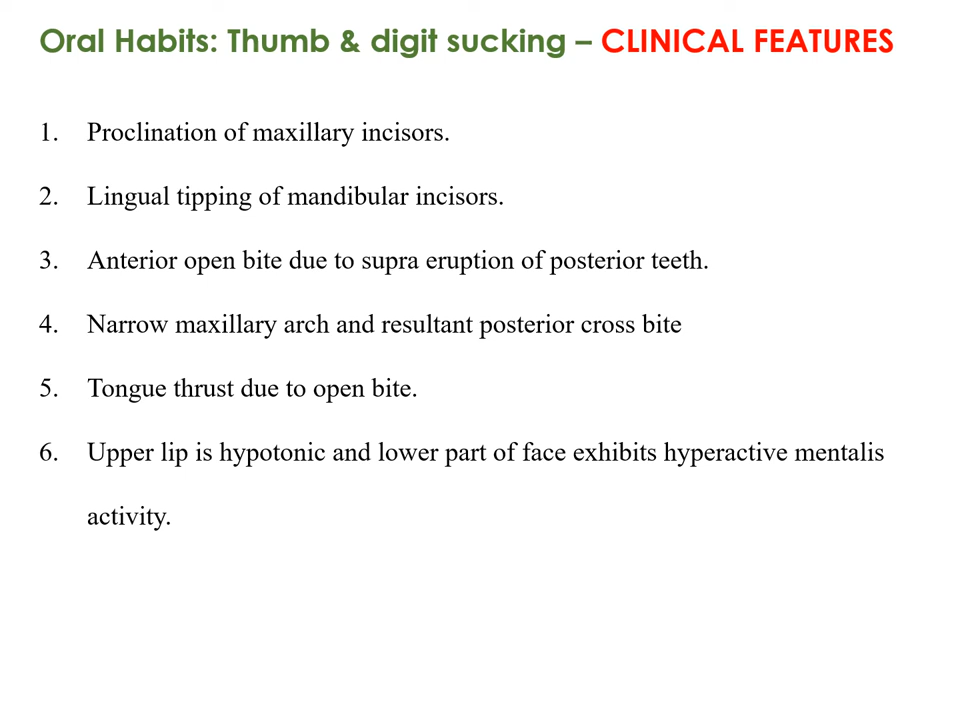 Oral Habits: Thumb & digit sucking – CLINICAL FEATURES
1. Proclination of maxillary incisors.
2. Lingual tipping of mandibular incisors.
3. Anterior open bite due to supra eruption of posterior teeth.
4. Narrow maxillary arch and resultant posterior cross bite
5. Tongue thrust due to open bite.
6. Upper lip is hypotonic and lower part of face exhibits hyperactive mentalis
activity.